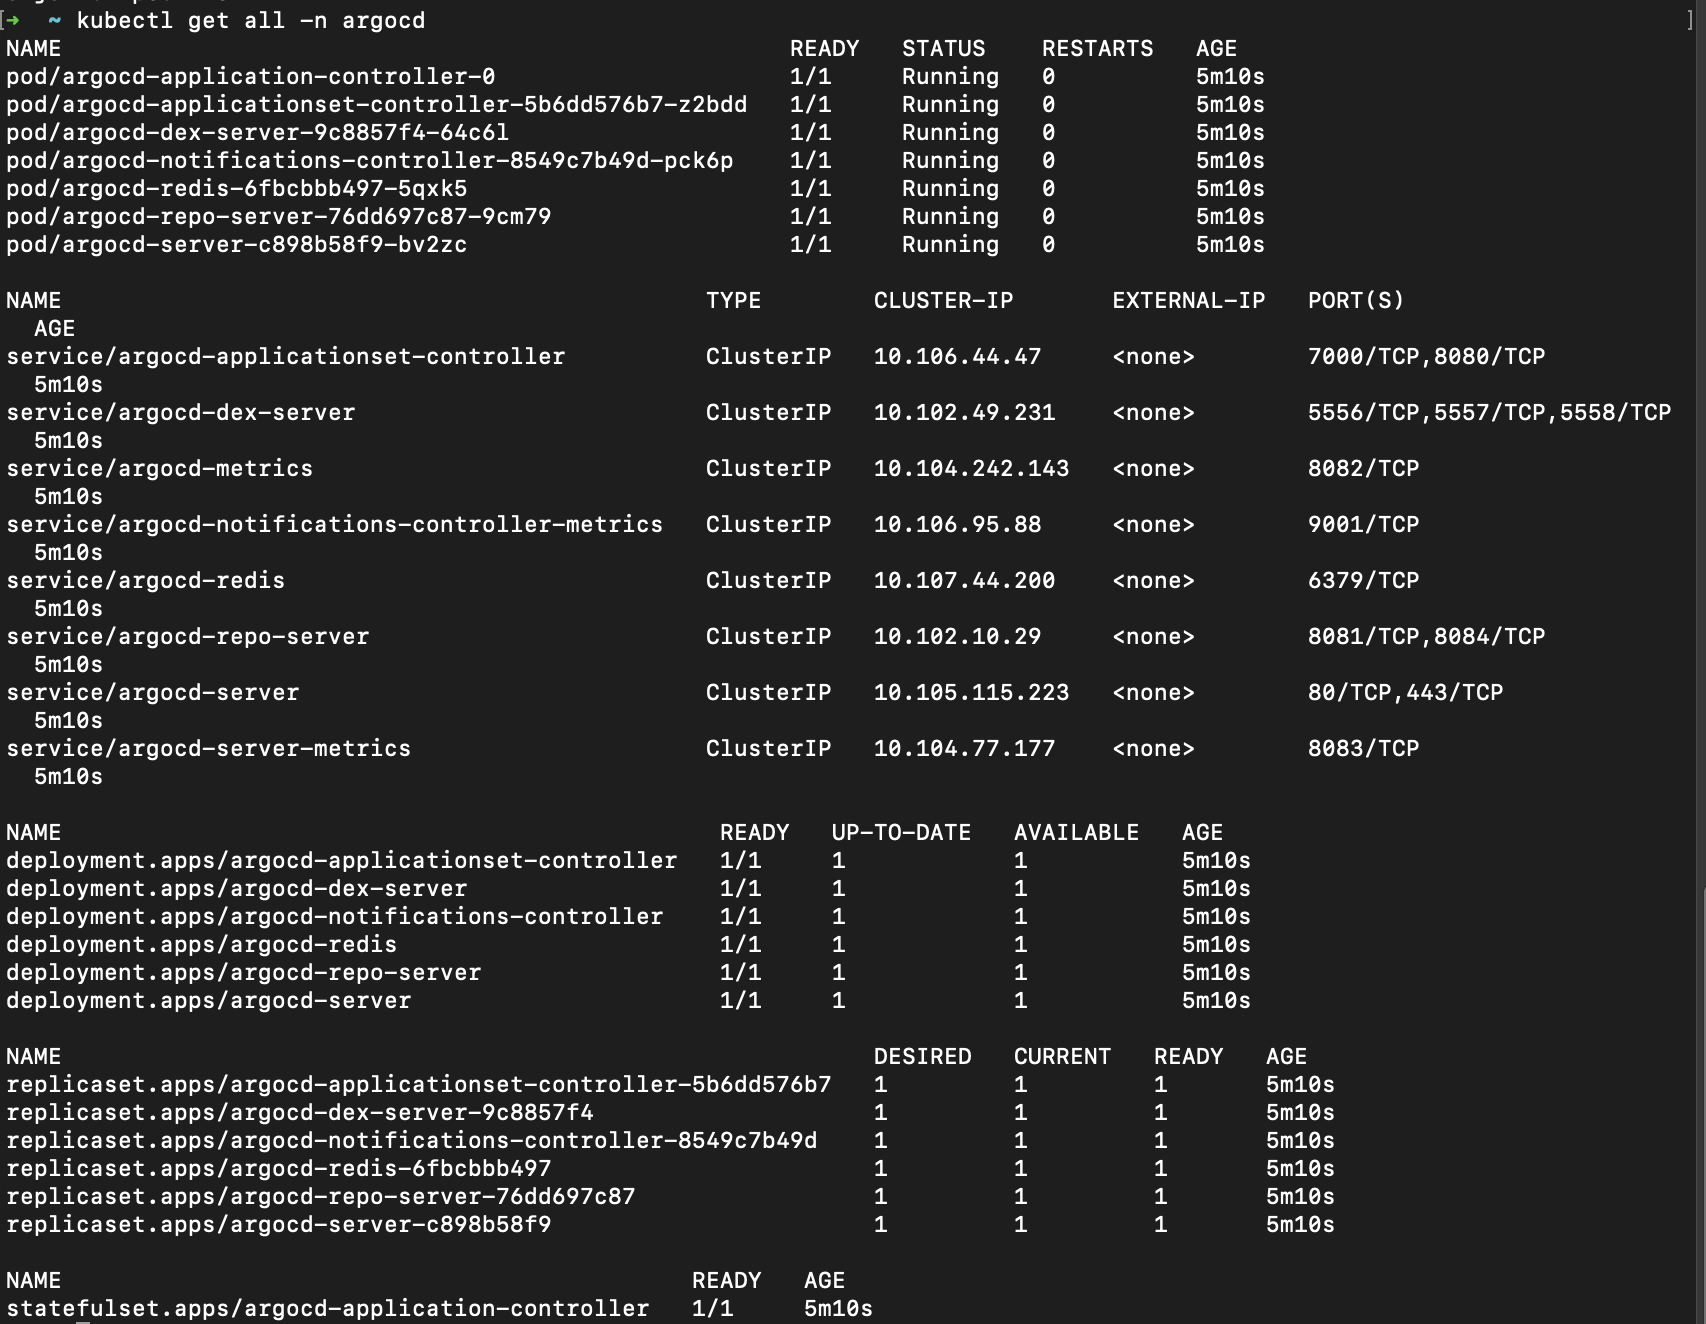 [➜  ~ kubectl get all -n argocd ]
NAME READY STATUS RESTARTS AGE
pod/argocd-application-controller-0 1/1 Running 0 5m10s
pod/argocd-applicationset-controller-5b6dd576b7-z2bdd 1/1 Running 0 5m10s
pod/argocd-dex-server-9c8857f4-64c6l 1/1 Running 0 5m10s
pod/argocd-notifications-controller-8549c7b49d-pck6p 1/1 Running 0 5m10s
pod/argocd-redis-6fbcbbb497-5qxk5 1/1 Running 0 5m10s
pod/argocd-repo-server-76dd697c87-9cm79 1/1 Running 0 5m10s
pod/argocd-server-c898b58f9-bv2zc 1/1 Running 0 5m10s
NAME TYPE CLUSTER-IP EXTERNAL-IP PORT(S)
AGE
service/argocd-applicationset-controller ClusterIP 10.106.44.47 <none> 7000/TCP,8080/TCP
5m10s
service/argocd-dex-server ClusterIP 10.102.49.231 <none> 5556/TCP,5557/TCP,5558/TCP
5m10s
service/argocd-metrics ClusterIP 10.104.242.143 <none> 8082/TCP
5m10s
service/argocd-notifications-controller-metrics ClusterIP 10.106.95.88 <none> 9001/TCP
5m10s
service/argocd-redis ClusterIP 10.107.44.200 <none> 6379/TCP
5m10s
service/argocd-repo-server ClusterIP 10.102.10.29 <none> 8081/TCP,8084/TCP
5m10s
service/argocd-server ClusterIP 10.105.115.223 <none> 80/TCP,443/TCP
5m10s
service/argocd-server-metrics ClusterIP 10.104.77.177 <none> 8083/TCP
5m10s
NAME READY UP-TO-DATE AVAILABLE AGE
deployment.apps/argocd-applicationset-controller 1/1 1 1 5m10s
deployment.apps/argocd-dex-server 1/1 1 1 5m10s
deployment.apps/argocd-notifications-controller 1/1 1 1 5m10s
deployment.apps/argocd-redis 1/1 1 1 5m10s
deployment.apps/argocd-repo-server 1/1 1 1 5m10s
deployment.apps/argocd-server 1/1 1 1 5m10s
NAME DESIRED CURRENT READY AGE
replicaset.apps/argocd-applicationset-controller-5b6dd576b7 1 1 1 5m10s
replicaset.apps/argocd-dex-server-9c8857f4 1 1 1 5m10s
replicaset.apps/argocd-notifications-controller-8549c7b49d 1 1 1 5m10s
replicaset.apps/argocd-redis-6fbcbbb497 1 1 1 5m10s
replicaset.apps/argocd-repo-server-76dd697c87 1 1 1 5m10s
replicaset.apps/argocd-server-c898b58f9 1 1 1 5m10s
NAME READY AGE
statefulset.apps/argocd-application-controller 1/1 5m10s